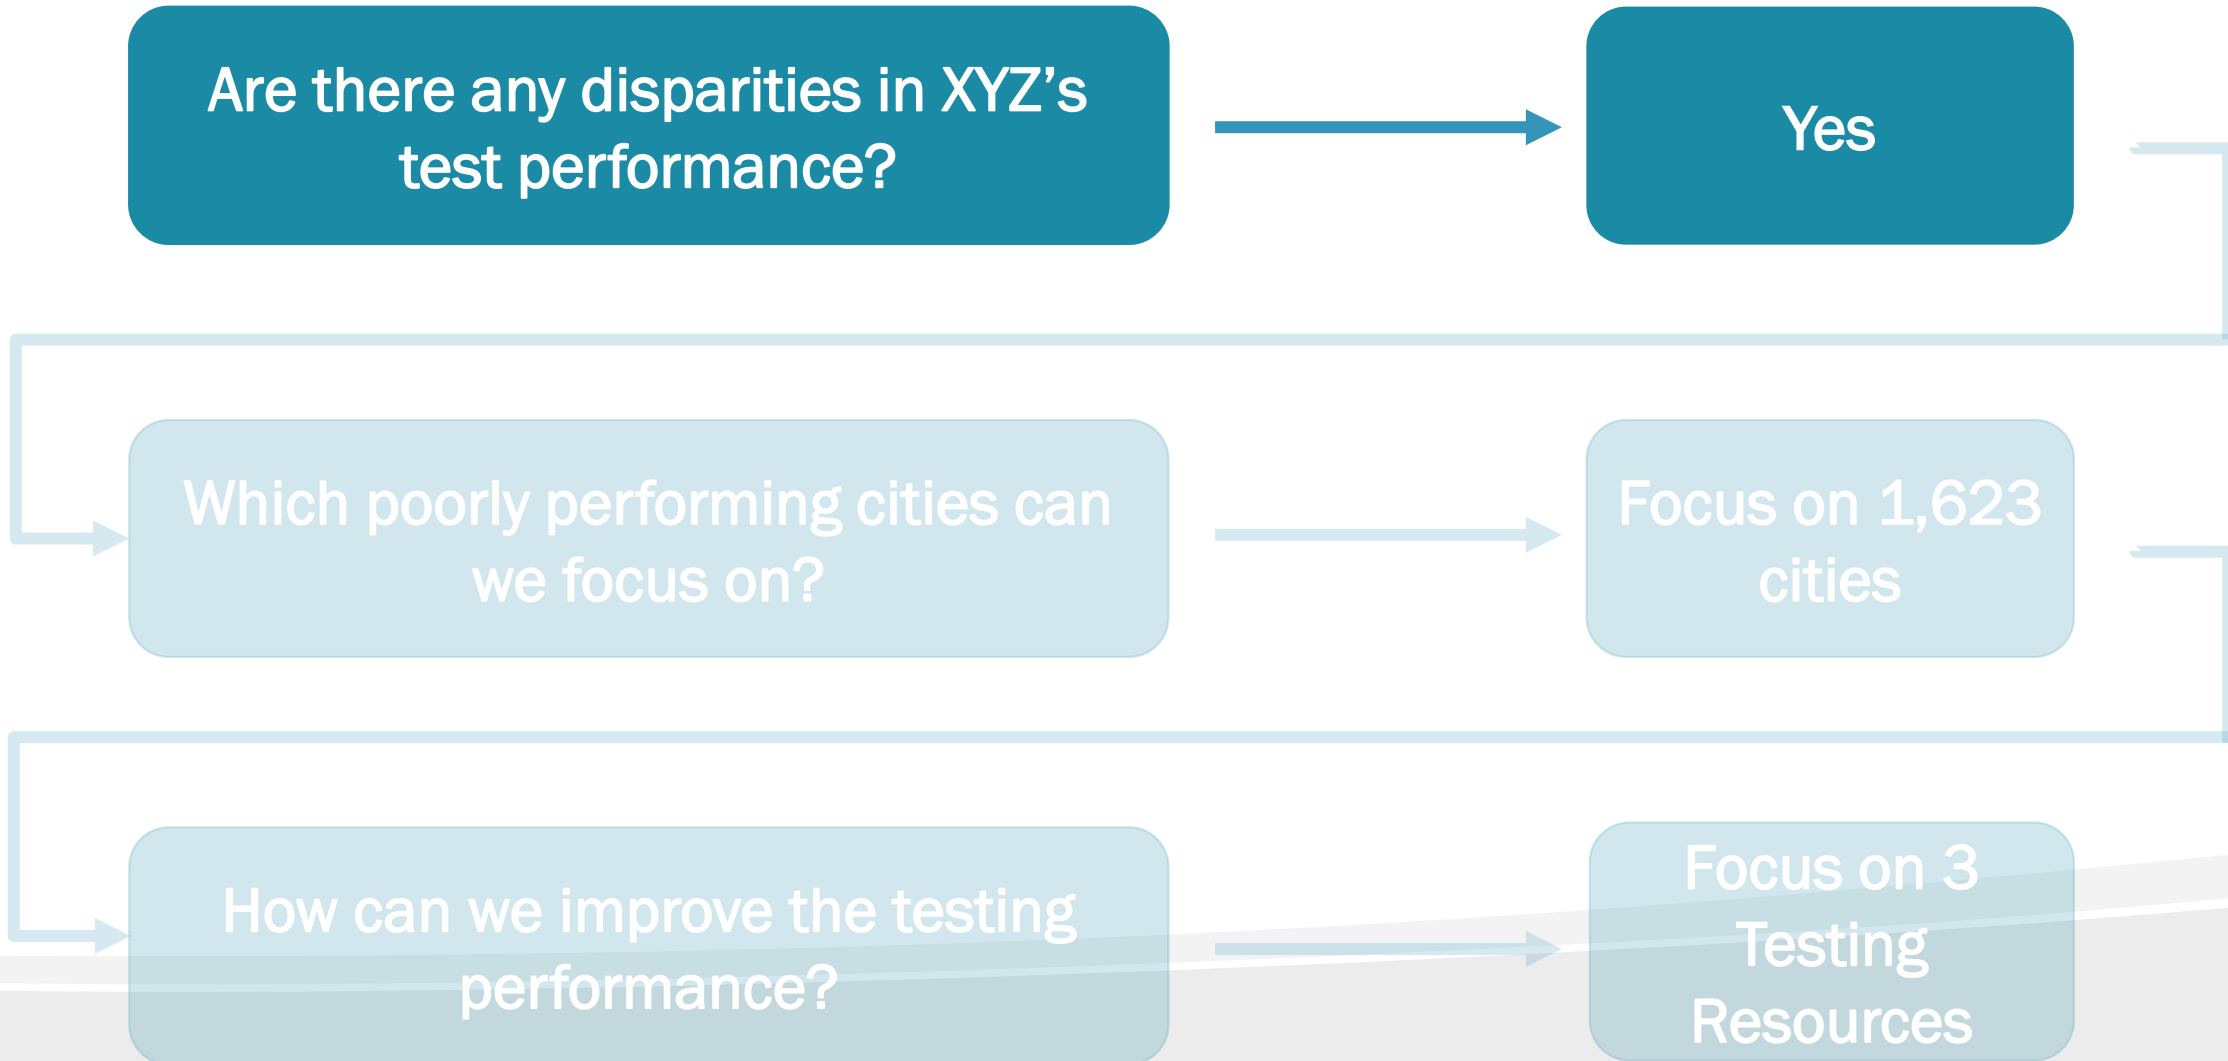 Are there any disparities in XYZ’s
test performance?
Yes
Which poorly performing cities can
we focus on?
Focus on 1,623
cities
How can we improve the testing
performance?
Focus on 3
Testing
Resources